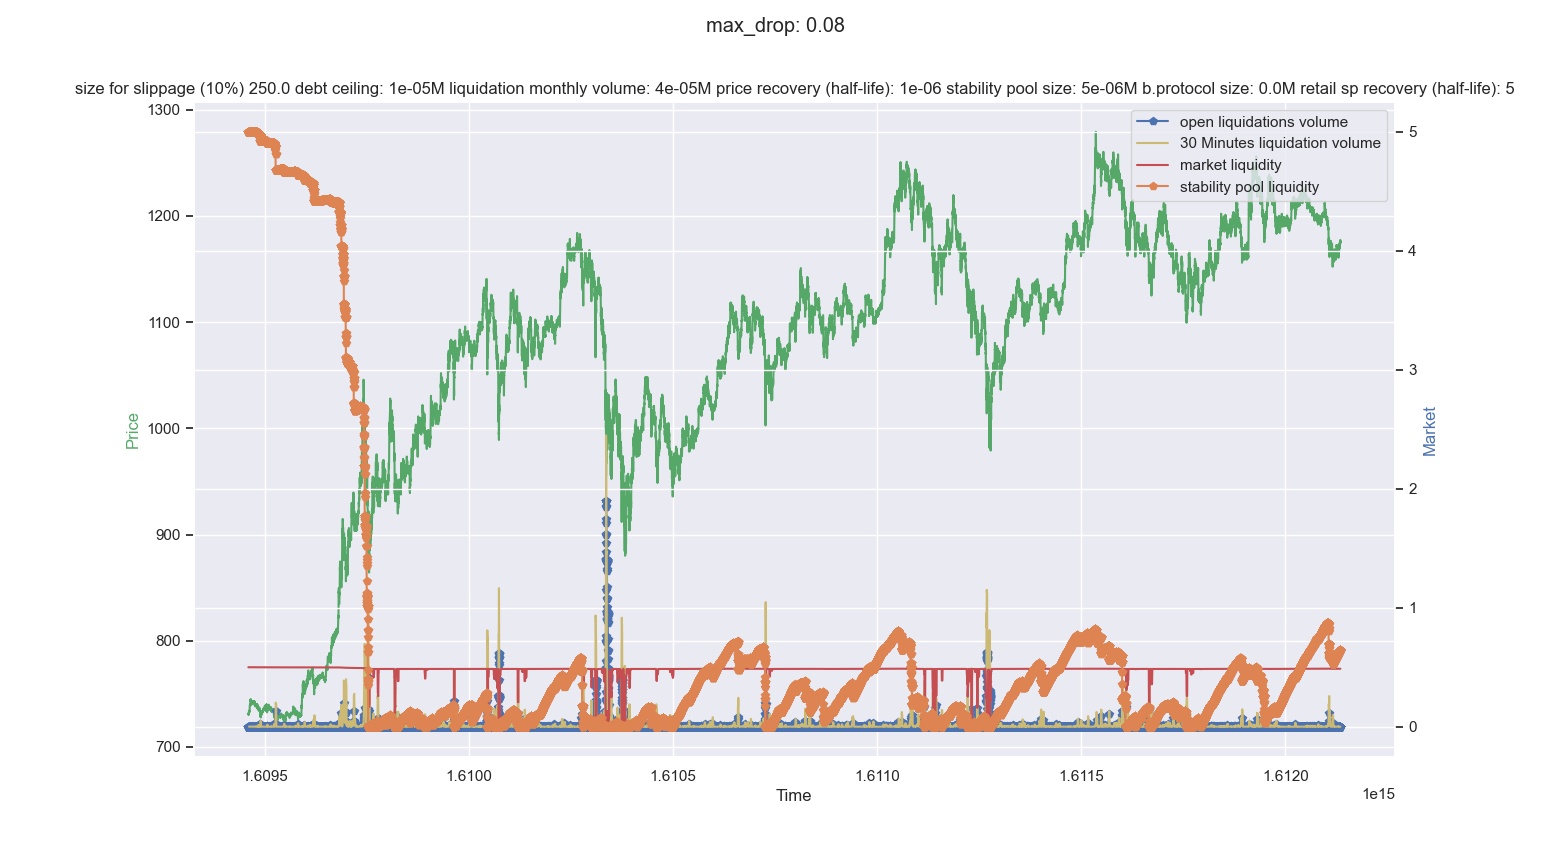 max_drop: 0.08
size for slippage (10%) 250.0 debt ceiling: 1e-05M liquidation monthly volume: 4e-05M price recovery (half-life): 1e-06 stability pool size: 5e-06M b.protocol size: 0.0M retail sp recovery (half-life): 5
1300
1200
1100
1000
900
800
700
Price
open liquidations volume
30 Minutes liquidation volume
market liquidity
stability pool liquidity
5
4
3
2
1
0
Market
1.6095
1.6100
1.6105
1.6110
1.6115
1.6120
Time
1e15